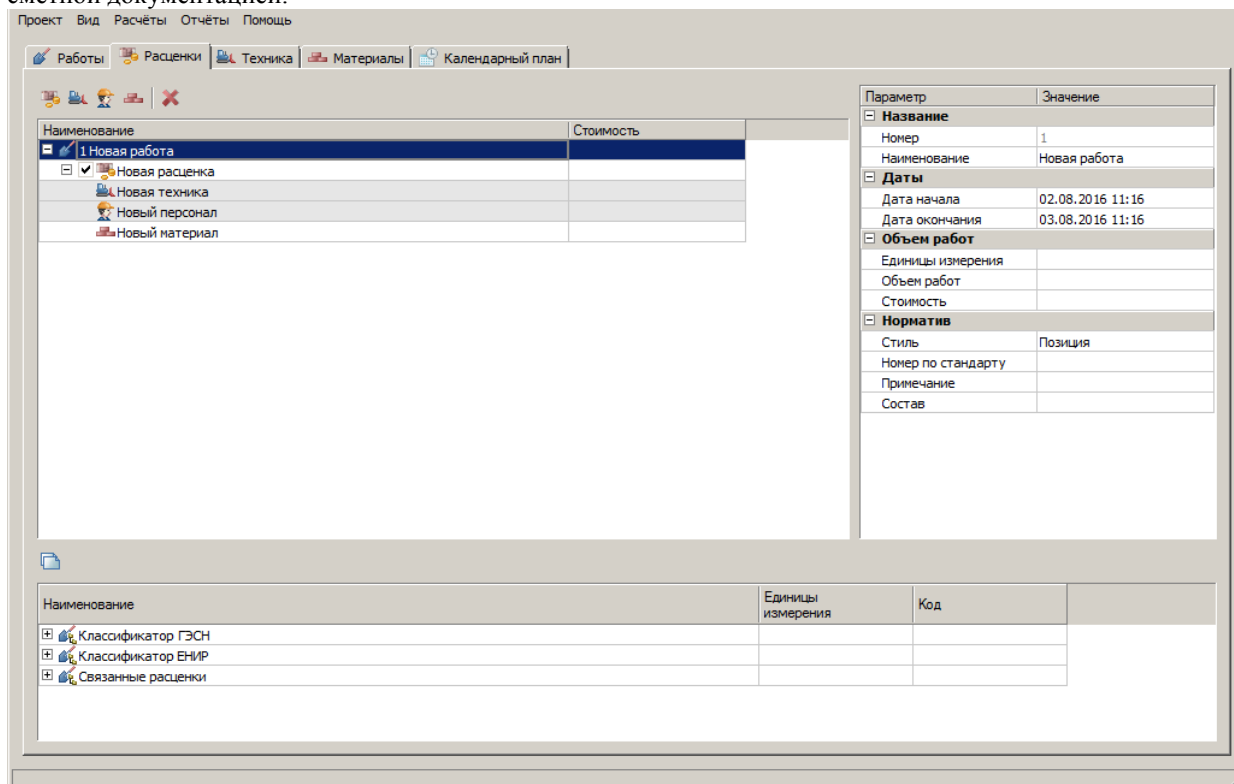 сметной документацией.
Проект Вид Расчёты Отчёты Помощь
Работы Расценки Техника Материалы Календарный план
Наименование Стоимость
1 Новая работа
Новая расценка
Новая техника
Новый персонал
Новый материал
Параметр Значение
Название
Номер 1
Наименование Новая работа
Даты
Дата начала 02.08.2016 11:16
Дата окончания 03.08.2016 11:16
Объем работ
Единицы измерения
Объем работ
Стоимость
Норматив
Стиль Позиция
Номер по стандарту
Примечание
Состав
Наименование Единицы измерения Код
Классификатор ГЭСН
Классификатор ЕНИР
Связанные расценки